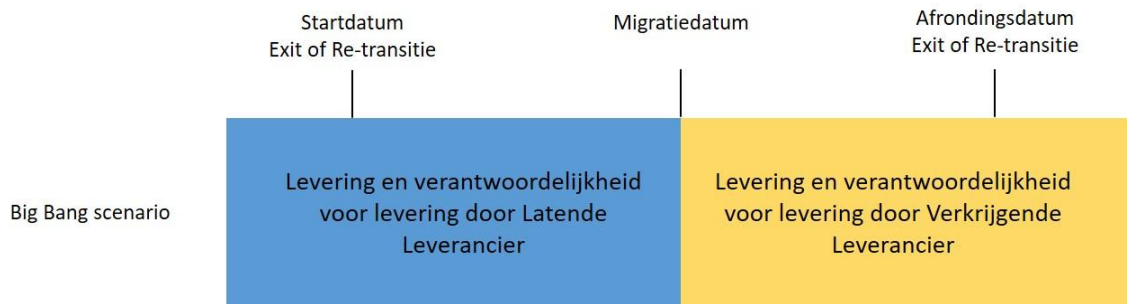 Startdatum
Exit of Re-transitie
Migratiedatum
Afrondingsdatum
Exit of Re-transitie
Big Bang scenario
Levering en verantwoordelijkheid
voor levering door Latende
Leverancier
Levering en verantwoordelijkheid
voor levering door Verkrijgende
Leverancier